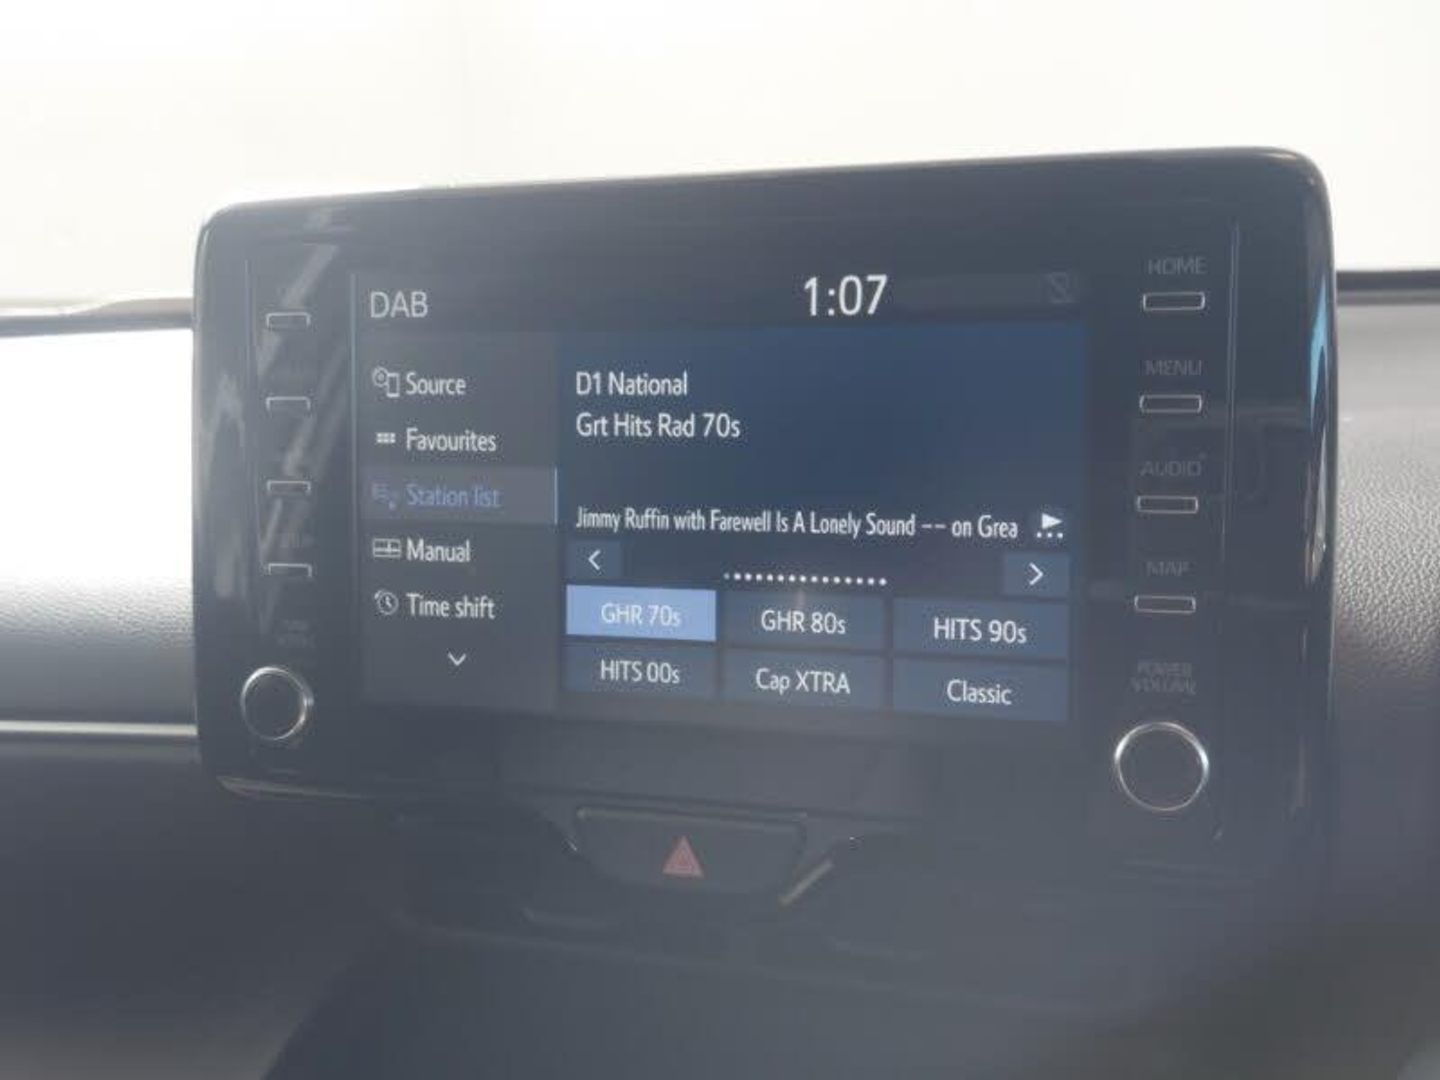 DAB
1:07
Source
Favourites
Station list
Manual
Time shift
D1 National
Grt Hits Rad 70s
Jimmy Ruffin with Farewell Is A Lonely Sound -- on Grea
GHR 70s
GHR 80s
HITS 90s
HITS 00s
Cap XTRA
Classic
HOME
MENU
AUDIO
MAP
POWER
VOLUME